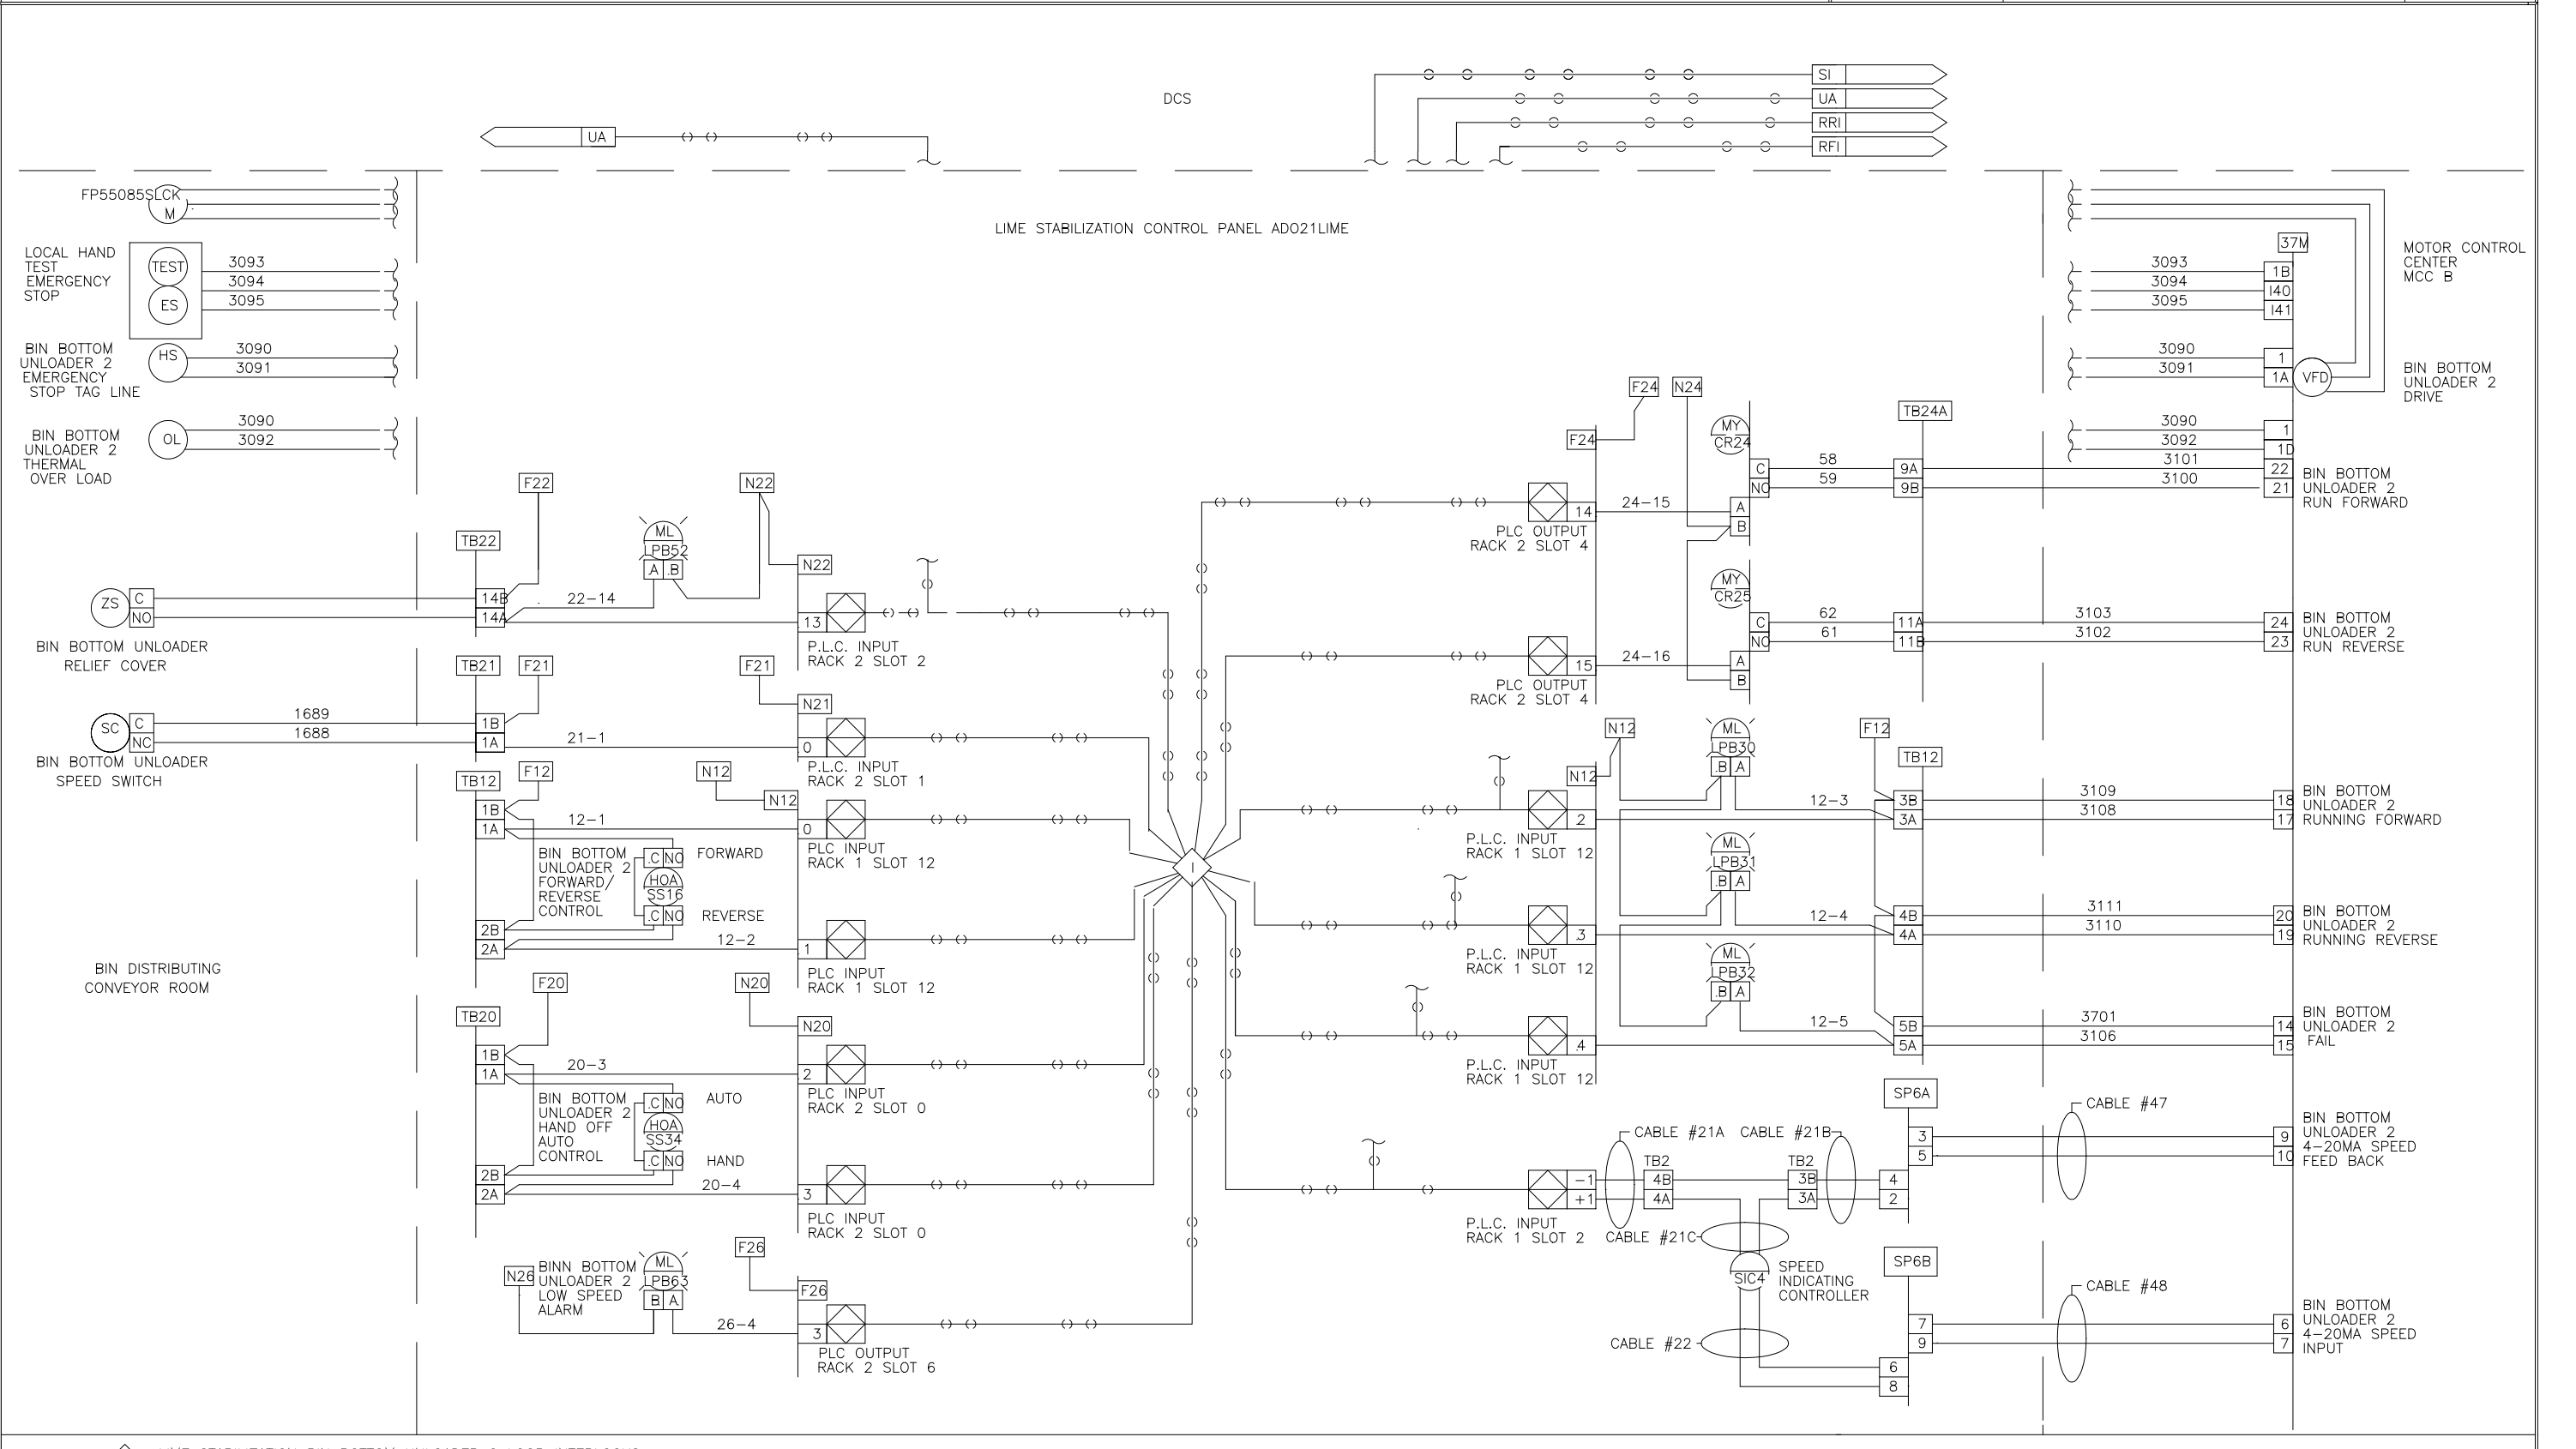 SI
DCS
UA
RRI
RFI
UA
FP55085SLCK
M
LIME STABILIZATION CONTROL PANEL AD021LIME
LOCAL HAND
TEST
EMERGENCY
STOP
TEST
ES
3093
3094
3095
BIN BOTTOM
UNLOADER 2
EMERGENCY
STOP TAG LINE
HS
3090
3091
BIN BOTTOM
UNLOADER 2
THERMAL
OVER LOAD
OL
3090
3092
37M
MOTOR CONTROL
CENTER
MCC B
3093
3094
3095
1B
I40
I41
3090
3091
1
1A
VFD
BIN BOTTOM
UNLOADER 2
DRIVE
3090
3092
1
1D
ZS
C
NO
BIN BOTTOM UNLOADER
RELIEF COVER
TB22
14B
14A
F22
22-14
ML
LPB52
A
.B
N22
N22
13
P.L.C. INPUT
RACK 2 SLOT 2
SC
C
NC
1689
1688
BIN BOTTOM UNLOADER
SPEED SWITCH
TB21
1B
1A
F21
21-1
F21
N21
0
P.L.C. INPUT
RACK 2 SLOT 1
TB12
1B
1A
F12
12-1
N12
N12
0
PLC INPUT
RACK 1 SLOT 12
BIN BOTTOM
UNLOADER 2
FORWARD/
REVERSE
CONTROL
.C
NO
FORWARD
HOA
SS16
.C
NO
REVERSE
2B
2A
12-2
1
PLC INPUT
RACK 1 SLOT 12
BIN DISTRIBUTING
CONVEYOR ROOM
TB20
1B
1A
F20
20-3
N20
N20
2
PLC INPUT
RACK 2 SLOT 0
BIN BOTTOM
UNLOADER 2
HAND OFF
AUTO
CONTROL
.C
NO
AUTO
HOA
SS34
.C
NO
HAND
2B
2A
20-4
3
PLC INPUT
RACK 2 SLOT 0
N26
BINN BOTTOM
UNLOADER 2
LOW SPEED
ALARM
ML
LPB63
B
A
26-4
F26
F26
3
PLC OUTPUT
RACK 2 SLOT 6
I
F24
F24
N24
14
24-15
PLC OUTPUT
RACK 2 SLOT 4
MY
CR24
C
NO
A
B
58
59
TB24A
9A
9B
3101
3100
22
21
BIN BOTTOM
UNLOADER 2
RUN FORWARD
15
24-16
PLC OUTPUT
RACK 2 SLOT 4
MY
CR25
C
NO
A
B
62
61
11A
11B
3103
3102
24
23
BIN BOTTOM
UNLOADER 2
RUN REVERSE
N12
N12
2
P.L.C. INPUT
RACK 1 SLOT 12
ML
LPB30
.B
A
12-3
F12
TB12
3B
3A
3109
3108
18
17
BIN BOTTOM
UNLOADER 2
RUNNING FORWARD
.3
P.L.C. INPUT
RACK 1 SLOT 12
ML
LPB31
.B
A
12-4
4B
4A
3111
3110
20
19
BIN BOTTOM
UNLOADER 2
RUNNING REVERSE
.4
P.L.C. INPUT
RACK 1 SLOT 12
ML
LPB32
.B
A
12-5
5B
5A
3701
3106
14
15
BIN BOTTOM
UNLOADER 2
FAIL
-1
+1
P.L.C. INPUT
RACK 1 SLOT 2
CABLE #21A
CABLE #21B
TB2
4B
4A
TB2
3B
3A
CABLE #21C
SP6A
3
5
4
2
CABLE #47
9
10
BIN BOTTOM
UNLOADER 2
4-20MA SPEED
FEED BACK
SIC4
SPEED
INDICATING
CONTROLLER
CABLE #22
SP6B
7
9
6
8
CABLE #48
6
7
BIN BOTTOM
UNLOADER 2
4-20MA SPEED
INPUT